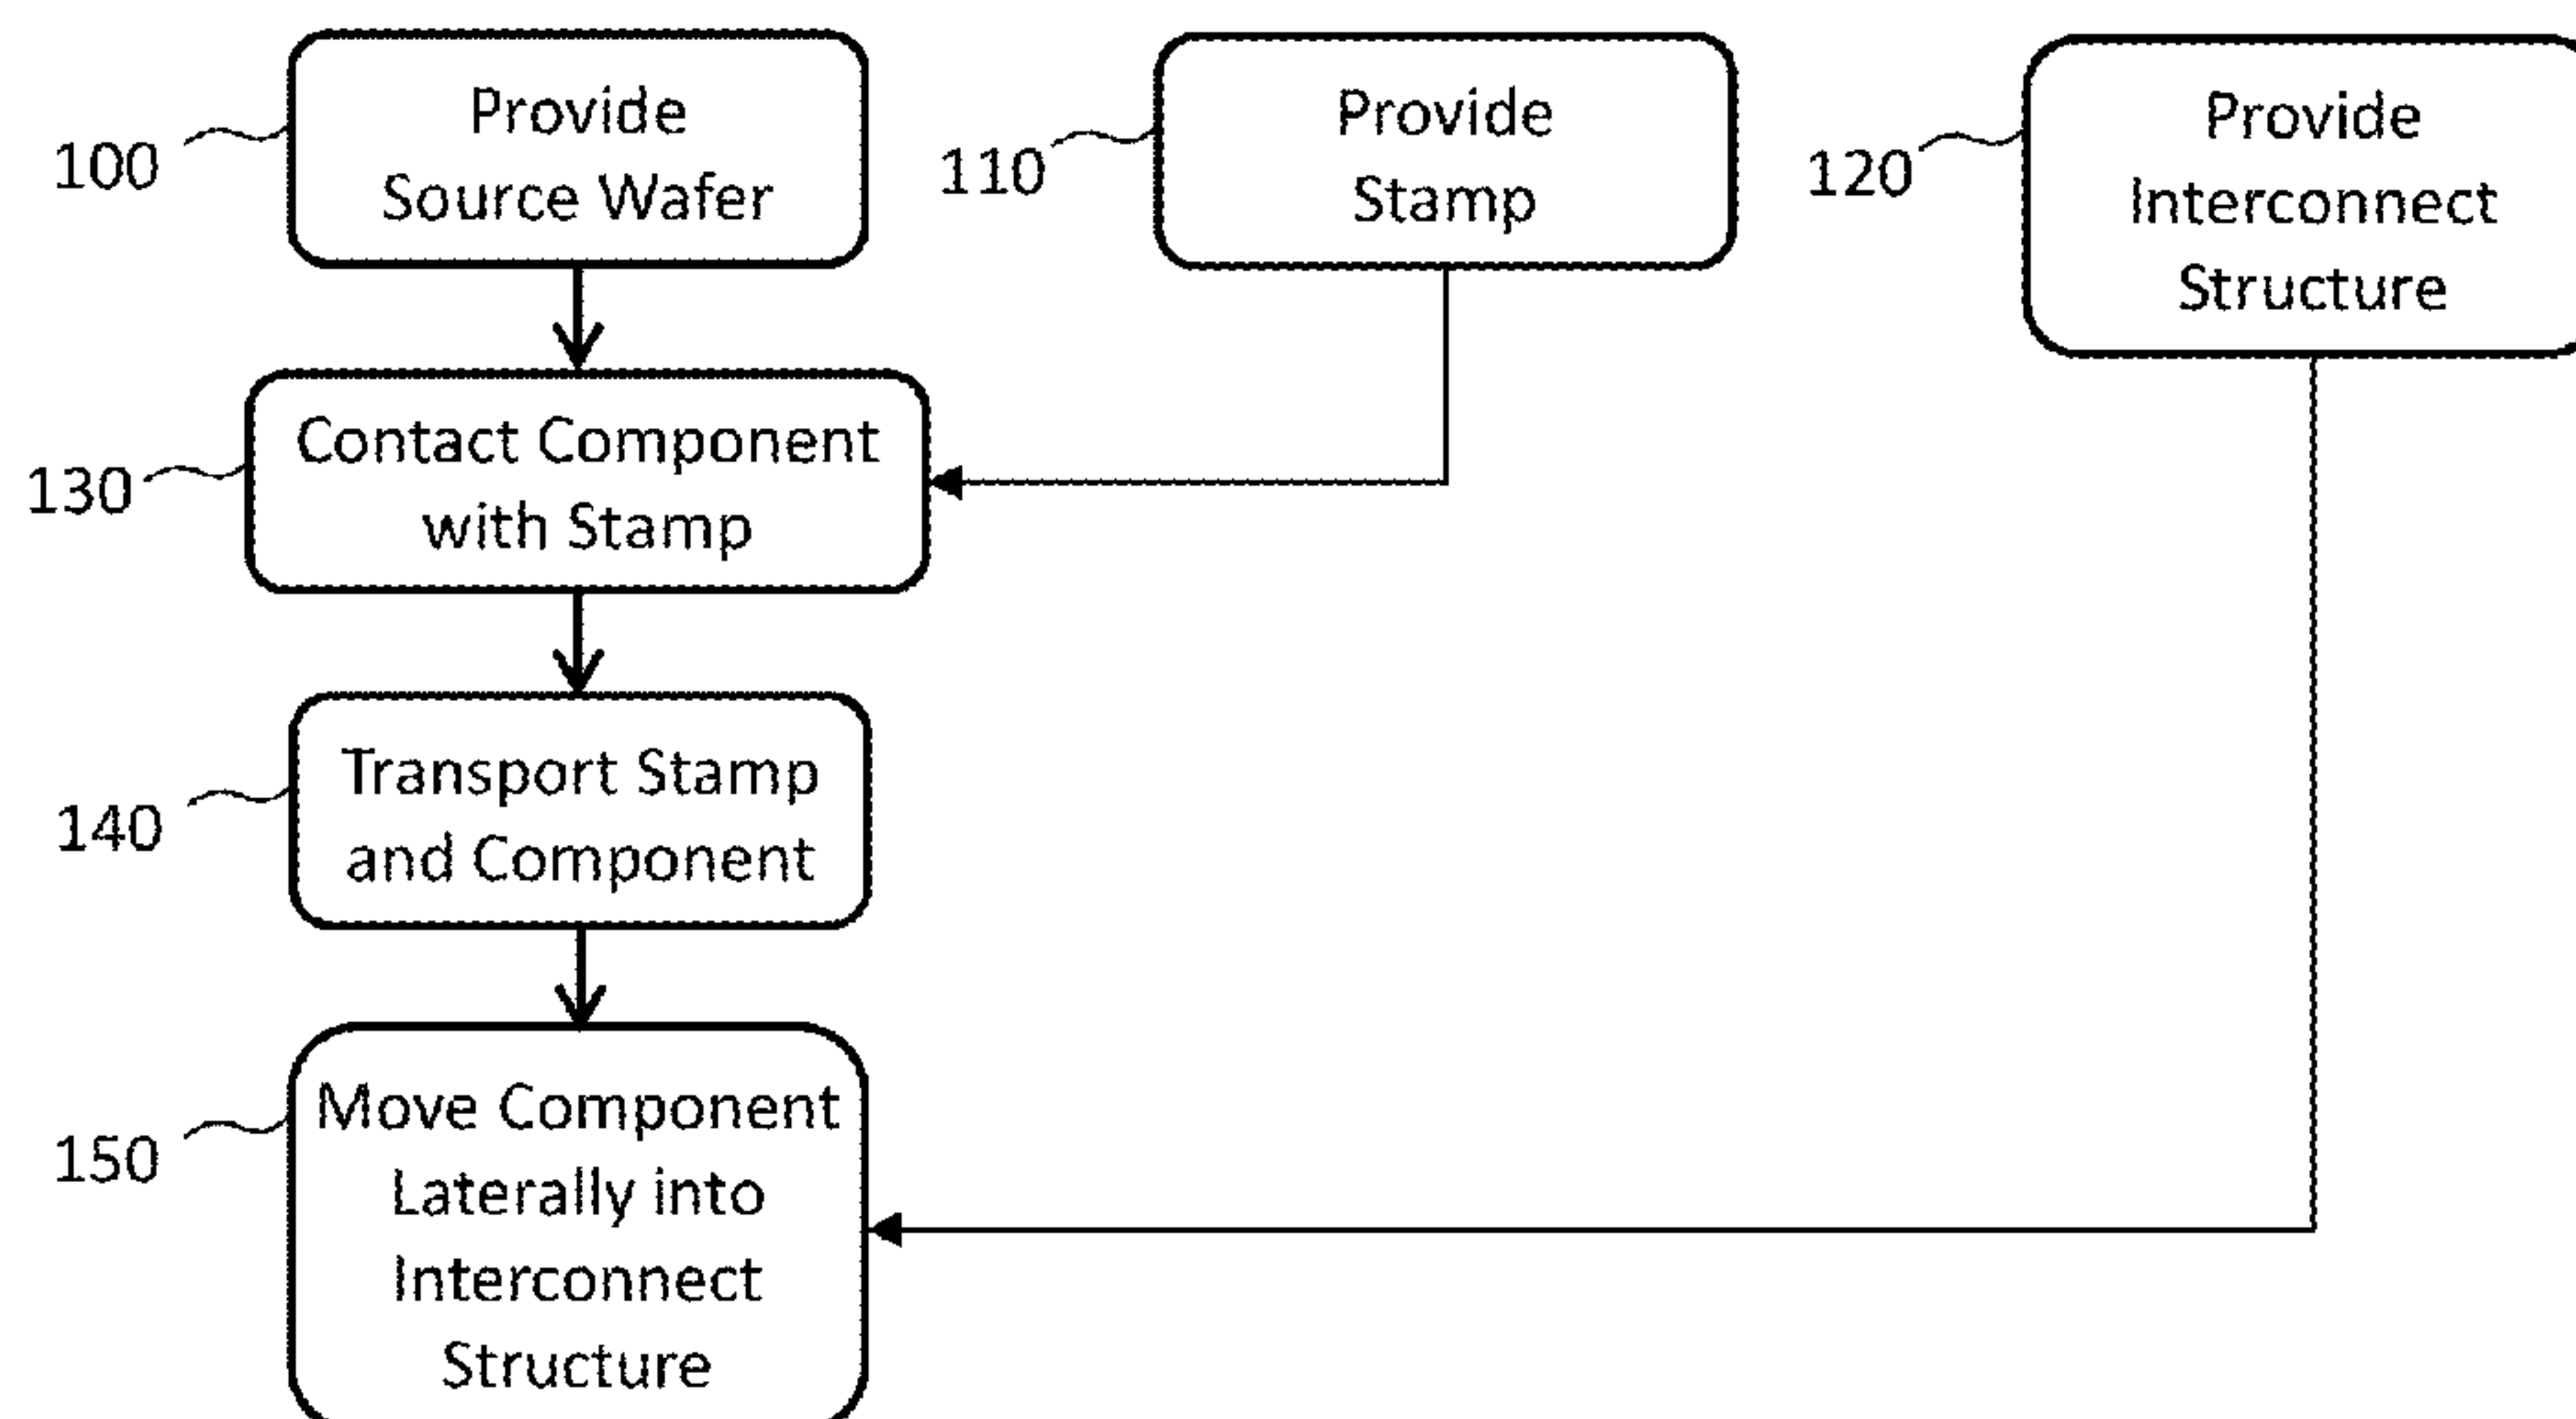 Provide
Source Wafer
100
Provide
Stamp
110
Provide
Interconnect
Structure
120
Contact Component
with Stamp
130
Transport Stamp
and Component
140
Move Component
Laterally into
Interconnect
Structure
150